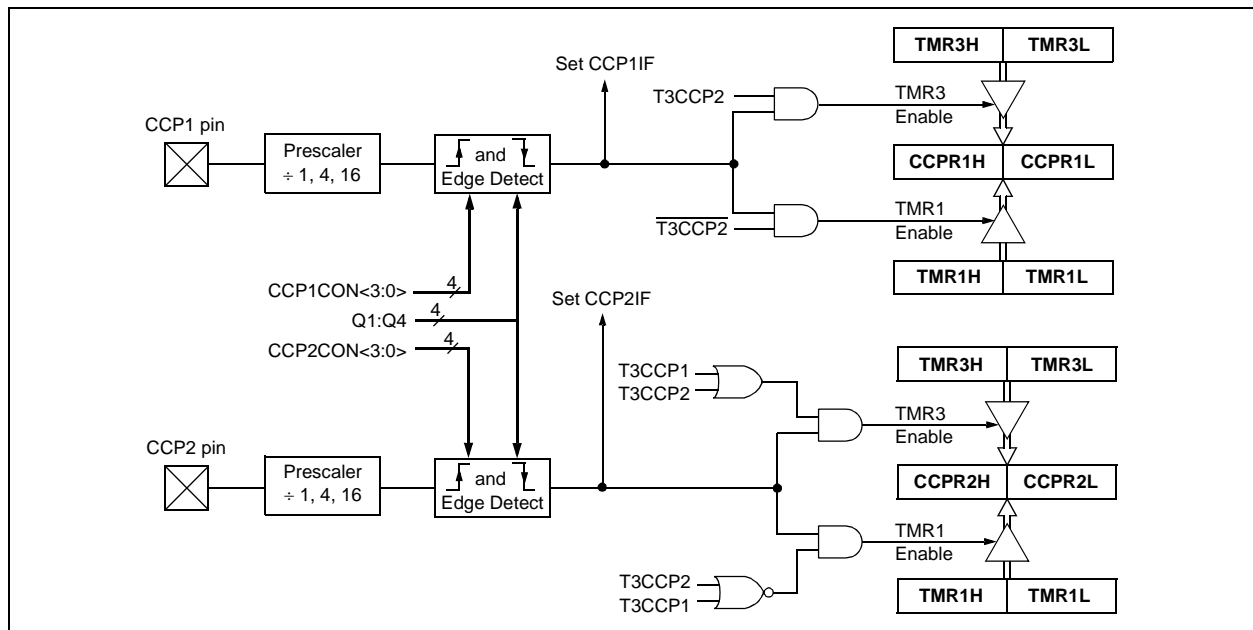 TMR3H TMR3L
Set CCP1IF
T3CCP2
TMR3
Enable
CCP1 pin
Prescaler
÷ 1, 4, 16
and
Edge Detect
CCPR1H CCPR1L
T3CCP2
TMR1
Enable
TMR1H TMR1L
CCP1CON<3:0> 4
Q1:Q4 4
CCP2CON<3:0> 4
Set CCP2IF
TMR3H TMR3L
T3CCP1
T3CCP2
TMR3
Enable
CCP2 pin
Prescaler
÷ 1, 4, 16
and
Edge Detect
CCPR2H CCPR2L
TMR1
Enable
T3CCP2
T3CCP1
TMR1H TMR1L